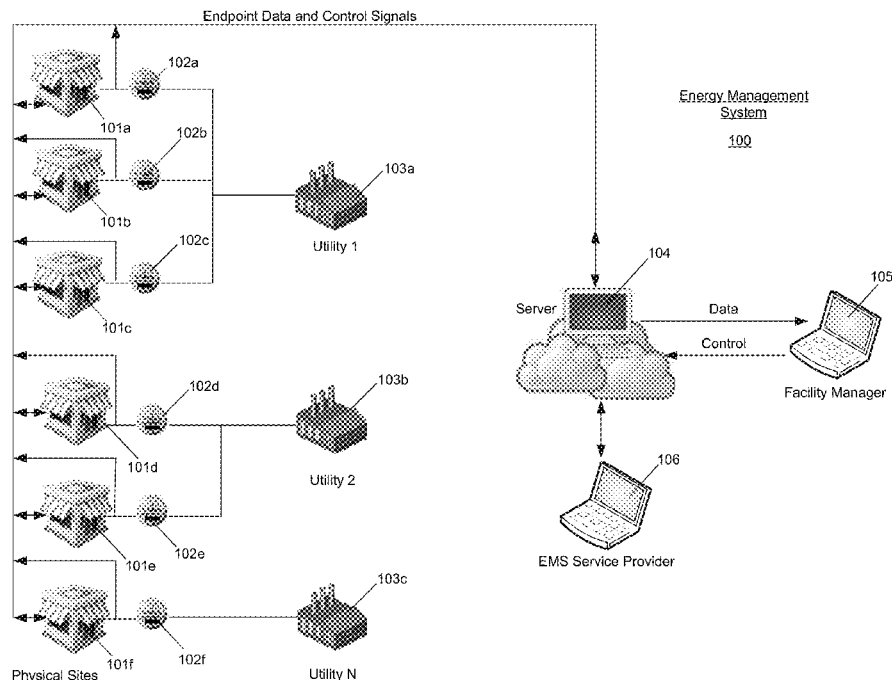 Endpoint Data and Control Signals
102a
101a
Energy Management
System
100
102b
103a
101b
Utility 1
102c
101c
104
105
Server
Data
Control
Facility Manager
102d
103b
101d
Utility 2
106
102e
101e
EMS Service Provider
103c
101f
102f
Physical Sites
Utility N